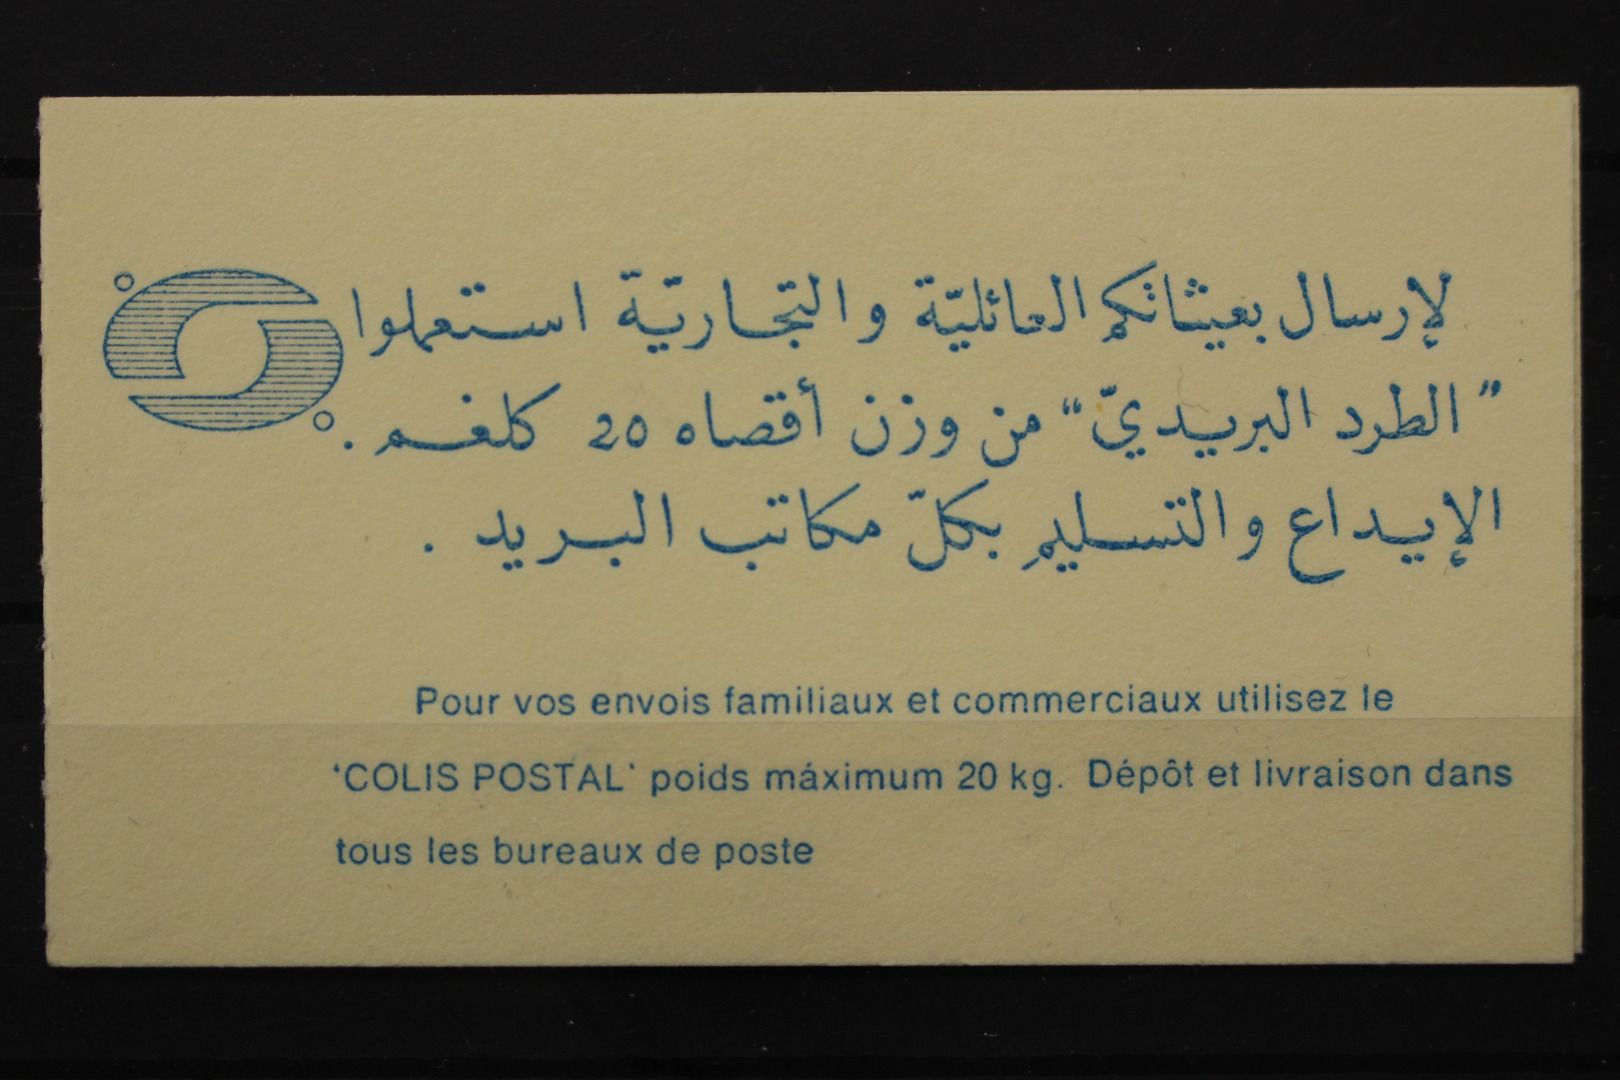 لإرسال بعيثاتكم العائليّة والتجاريّة استعملوا
"الطرد البريديّ" من وزن أقصاه 20 كلغم.
الإيداع والتسليم بكلّ مكاتب البريد.
Pour vos envois familiaux et commerciaux utilisez le
'COLIS POSTAL' poids máximum 20 kg. Dépôt et livraison dans
tous les bureaux de poste